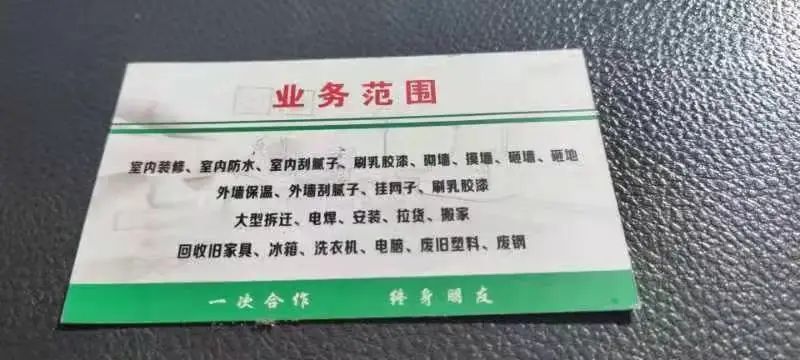 业务范围
室内装修、室内防水、室内刮腻子、刷乳胶漆、砌墙、摸墙、砸墙、砸地
外墙保温、外墙刮腻子、挂网子、刷乳胶漆
大型拆迁、电焊、安装、拉货、搬家
回收旧家具、冰箱、洗衣机、电脑、废旧塑料、废钢
一次合作 终身朋友